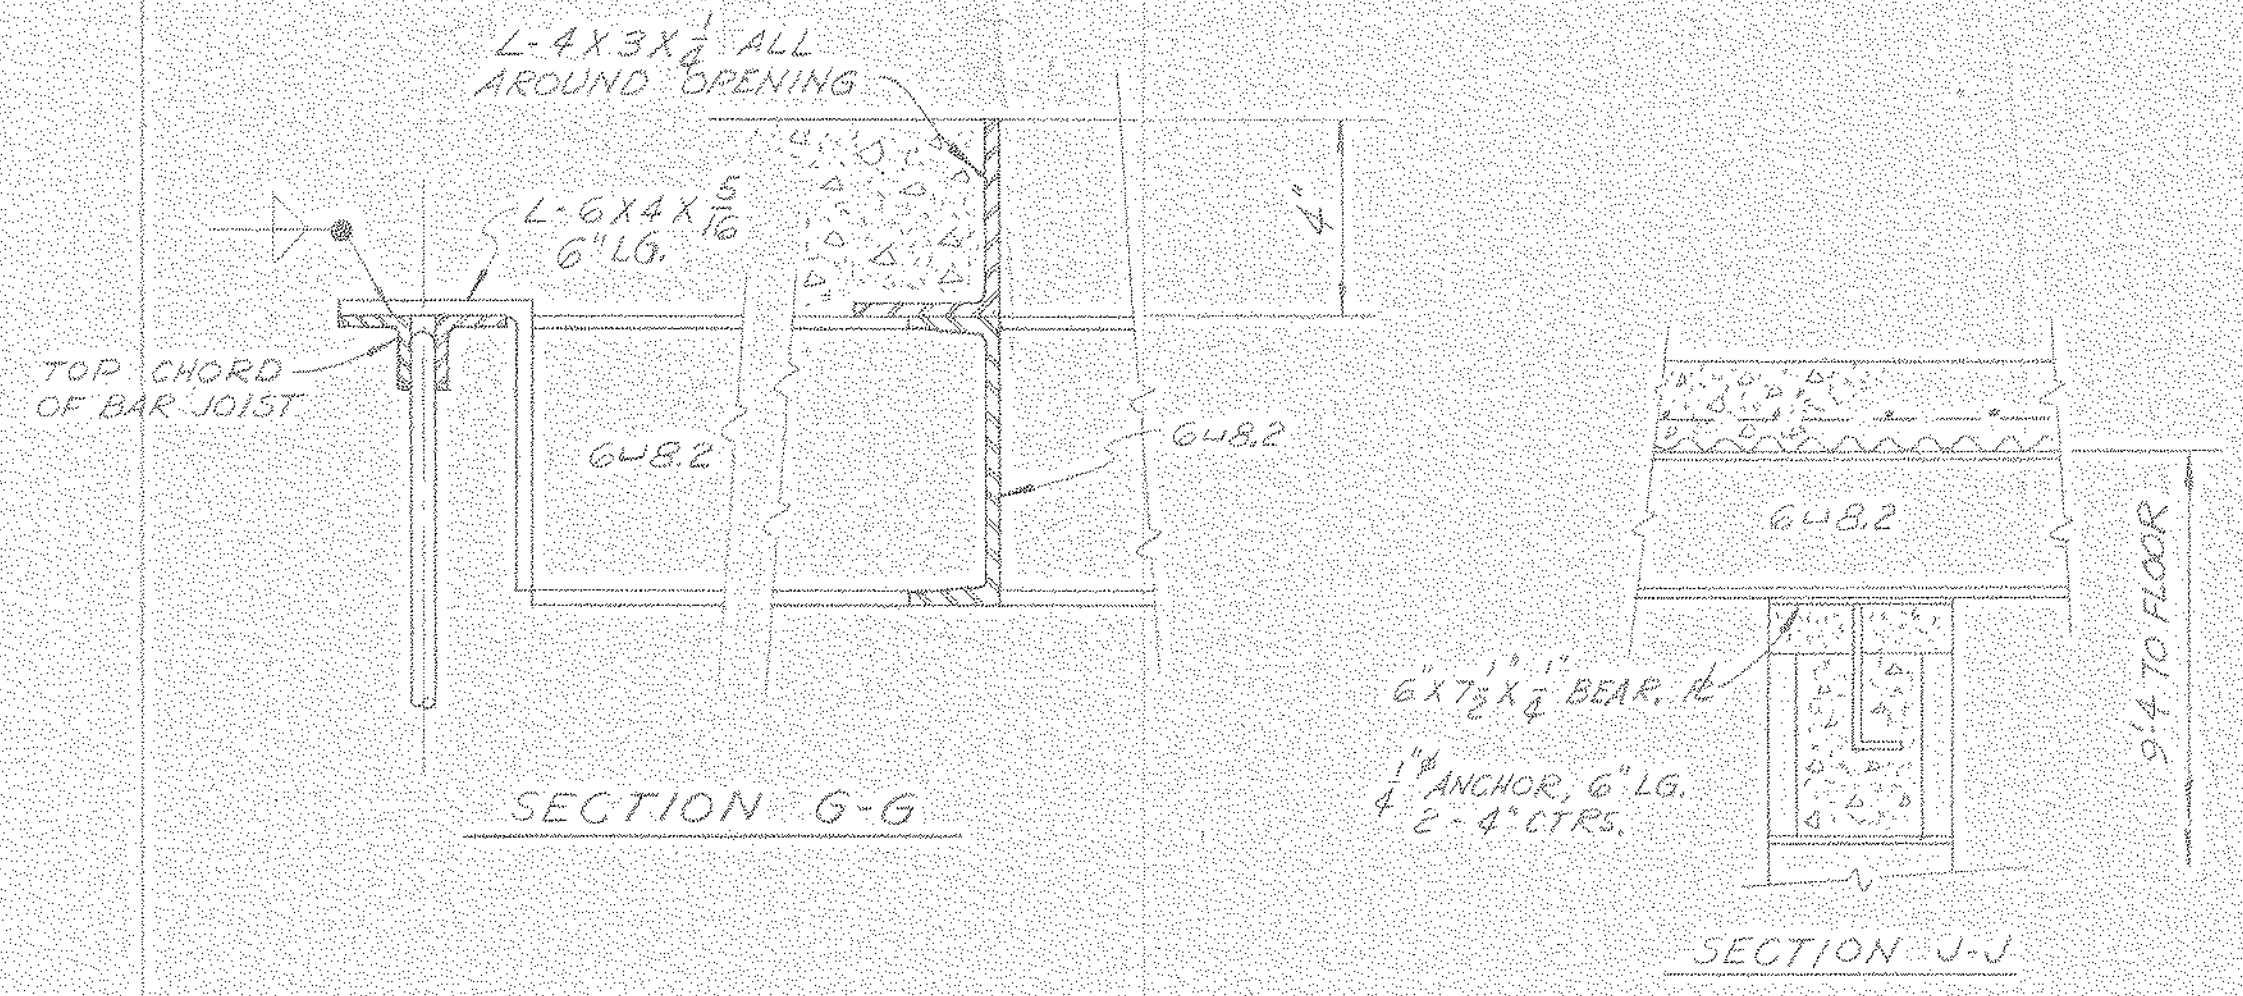 L-4X3X1/4 ALL
AROUND OPENING
L-6X4X5/16
6" LG.
4"
TOP CHORD
OF BAR JOIST
6⊔8.2
6⊔8.2
SECTION G-G
6⊔8.2
9'-4 TO FLOOR
6"X7 1/2"X1/4" BEAR. PL
1/4"ø ANCHOR, 6" LG.
2-4" CTRS.
SECTION J-J